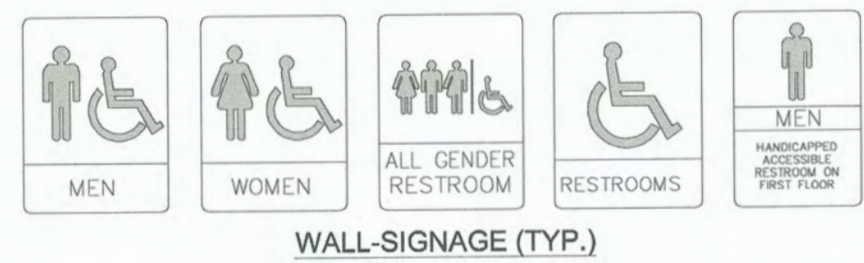 MEN
WOMEN
ALL GENDER
RESTROOM
RESTROOMS
MEN
HANDICAPPED
ACCESSIBLE
RESTROOM ON
FIRST FLOOR
WALL-SIGNAGE (TYP.)